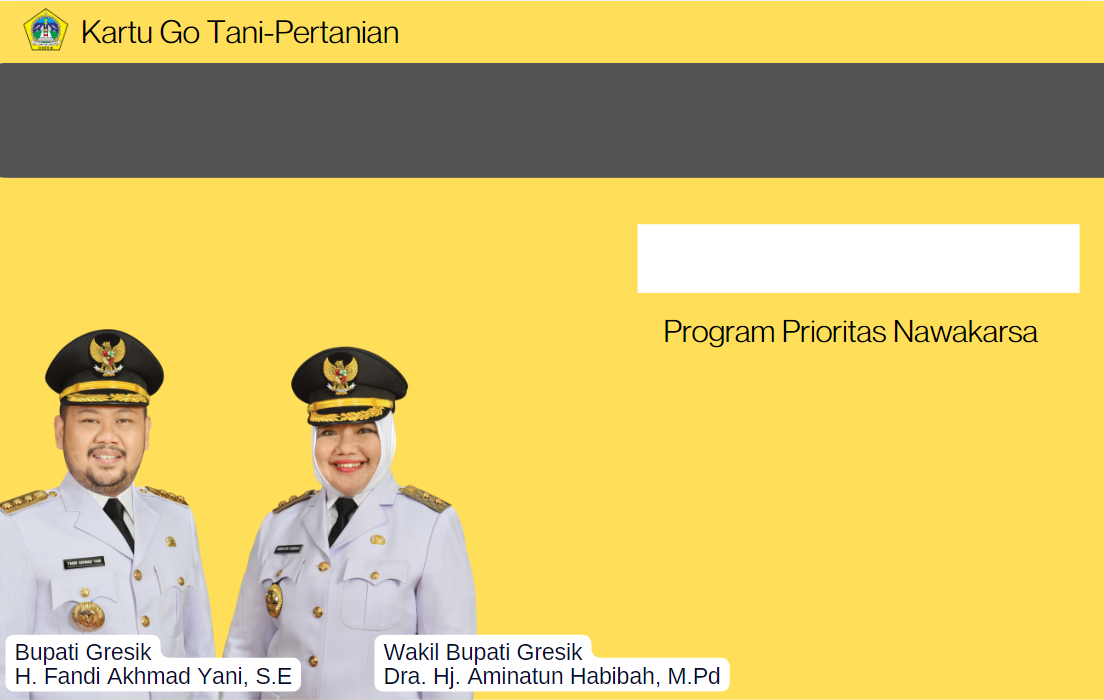 Kartu Go Tani-Pertanian
Program Prioritas Nawakarsa
Bupati Gresik
H. Fandi Akhmad Yani, S.E
Wakil Bupati Gresik
Dra. Hj. Aminatun Habibah, M.Pd